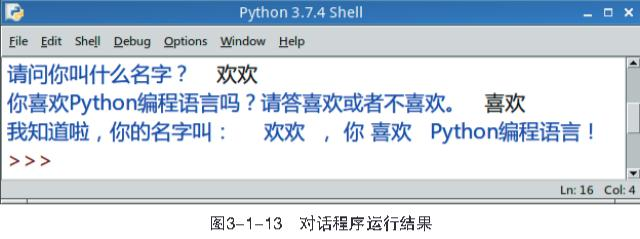 Python 3.7.4 Shell
File Edit Shell Debug Options Window Help
请问你叫什么名字？ 欢欢
你喜欢Python编程语言吗？请答喜欢或者不喜欢。 喜欢
我知道啦，你的名字叫： 欢欢 ，你 喜欢 Python编程语言！
>>>
Ln: 16 Col: 4
图3-1-13 对话程序运行结果